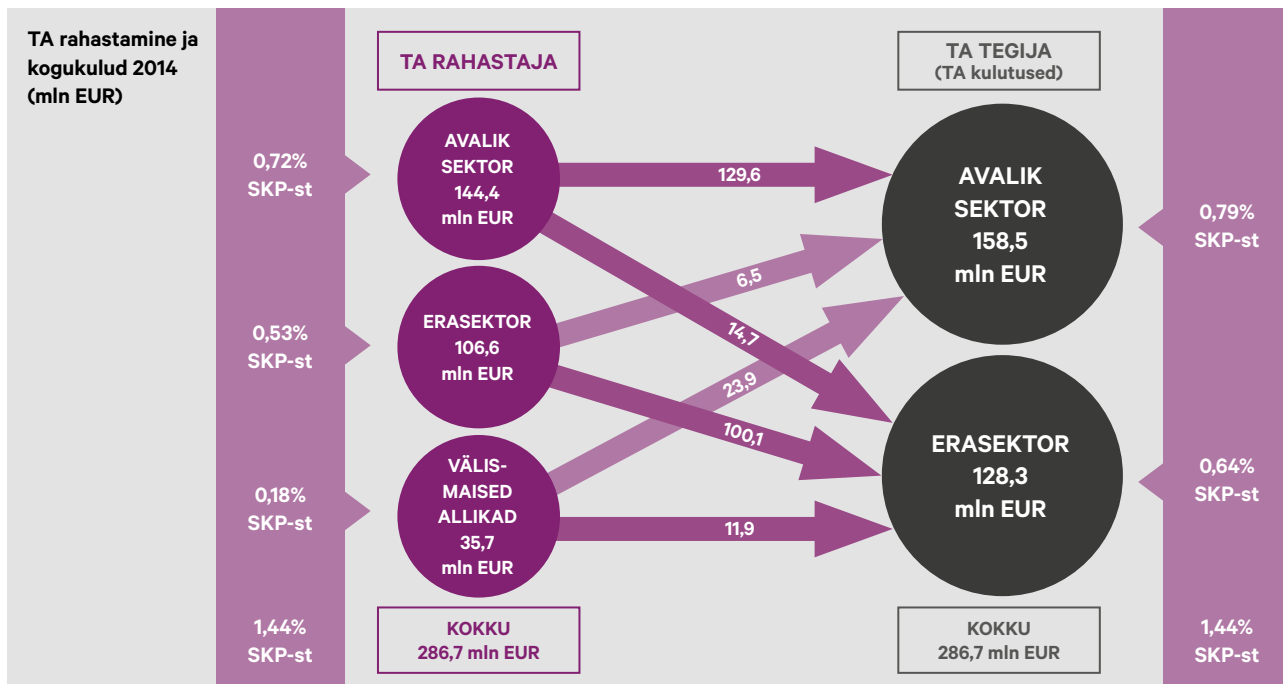 TA rahastamine ja
kogukulud 2014
(mln EUR)
0,72%
SKP-st
0,53%
SKP-st
0,18%
SKP-st
1,44%
SKP-st
TA RAHASTAJA
AVALIK
SEKTOR
144,4
mln EUR
ERASEKTOR
106,6
mln EUR
VÄLIS-
MAISED
ALLIKAD
35,7
mln EUR
KOKKU
286,7 mln EUR
129,6
6,5
14,7
23,9
100,1
11,9
TA TEGIJA
(TA kulutused)
AVALIK
SEKTOR
158,5
mln EUR
ERASEKTOR
128,3
mln EUR
KOKKU
286,7 mln EUR
0,79%
SKP-st
0,64%
SKP-st
1,44%
SKP-st